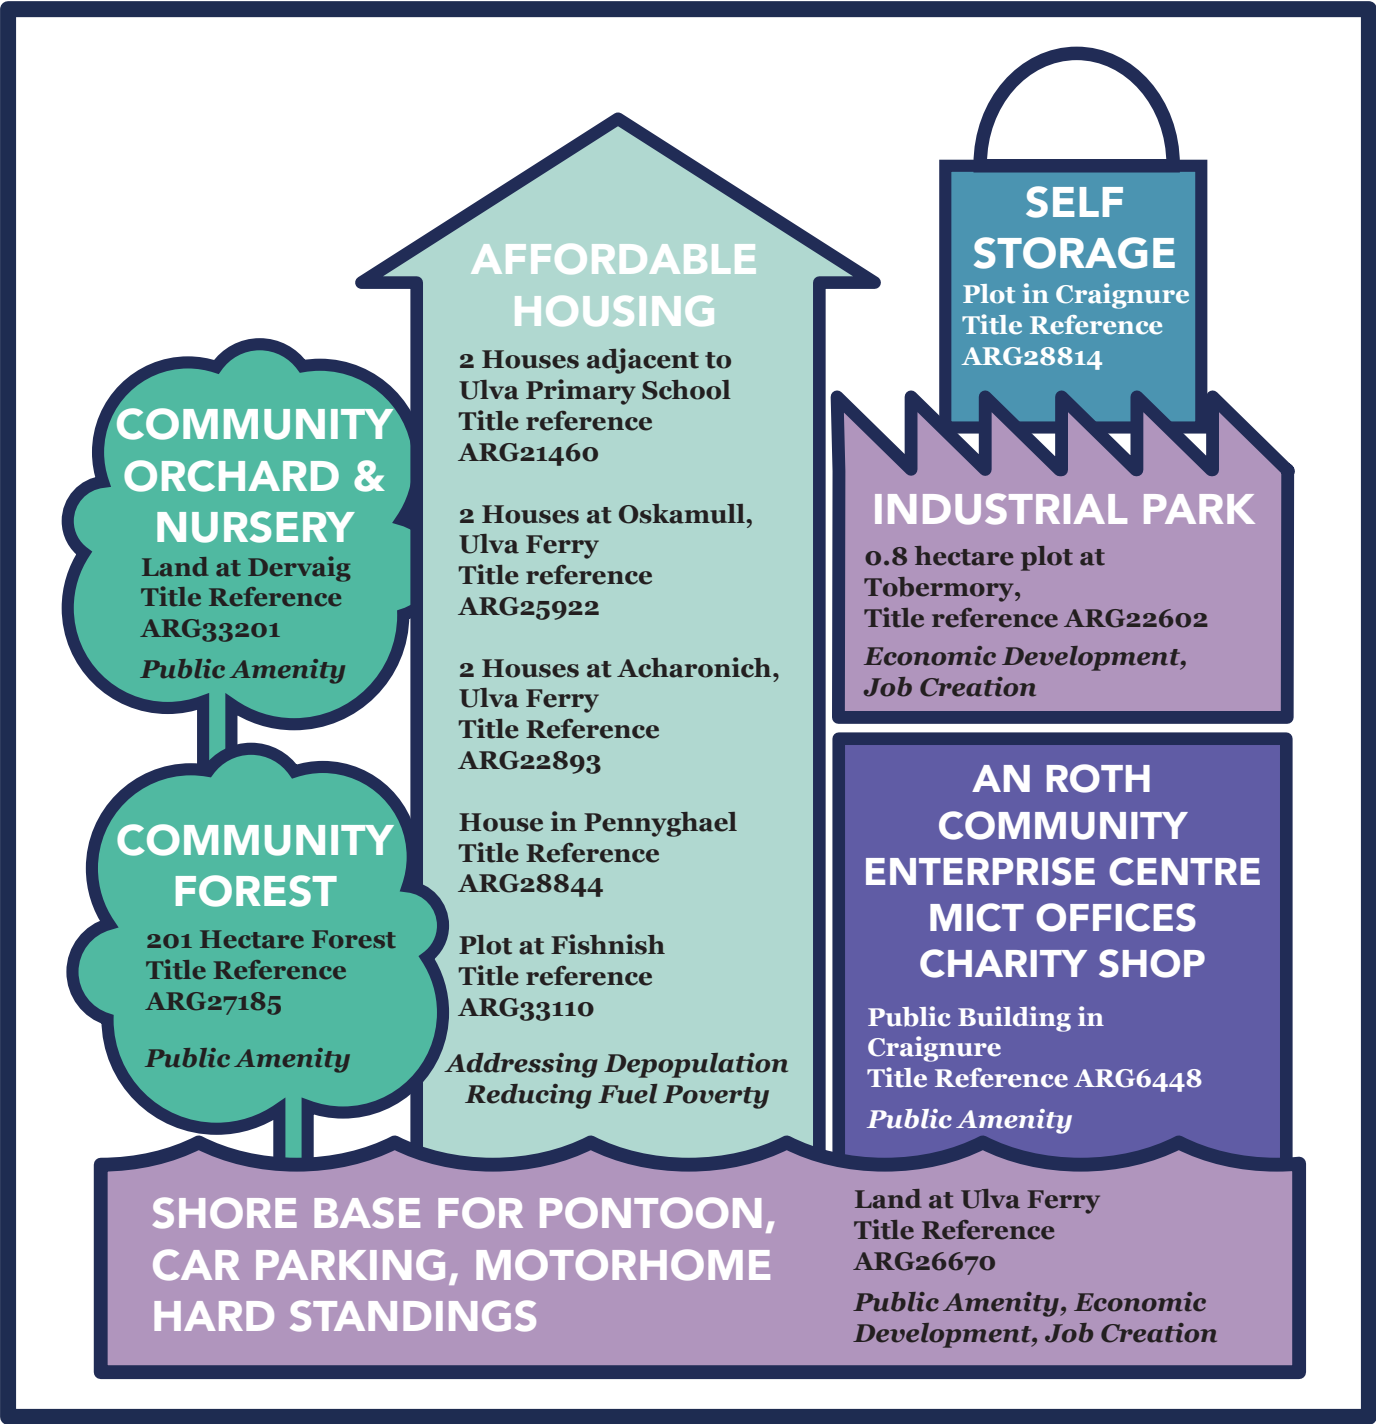 SELF
STORAGE
Plot in Craignure
Title Reference
ARG28814
AFFORDABLE
HOUSING
2 Houses adjacent to
Ulva Primary School
Title reference
ARG21460
2 Houses at Oskamull,
Ulva Ferry
Title reference
ARG25922
2 Houses at Acharonich,
Ulva Ferry
Title Reference
ARG22893
House in Pennyghael
Title Reference
ARG28844
Plot at Fishnish
Title reference
ARG33110
Addressing Depopulation
Reducing Fuel Poverty
COMMUNITY
ORCHARD &
NURSERY
Land at Dervaig
Title Reference
ARG33201
Public Amenity
COMMUNITY
FOREST
201 Hectare Forest
Title Reference
ARG27185
Public Amenity
INDUSTRIAL PARK
0.8 hectare plot at
Tobermory,
Title reference ARG22602
Economic Development,
Job Creation
AN ROTH
COMMUNITY
ENTERPRISE CENTRE
MICT OFFICES
CHARITY SHOP
Public Building in
Craignure
Title Reference ARG6448
Public Amenity
SHORE BASE FOR PONTOON,
CAR PARKING, MOTORHOME
HARD STANDINGS
Land at Ulva Ferry
Title Reference
ARG26670
Public Amenity, Economic
Development, Job Creation